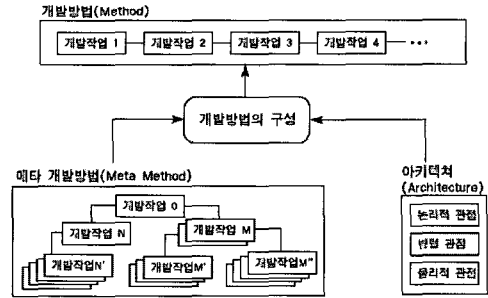 개발방법(Method)
개발작업 1 개발작업 2 개발작업 3 개발작업 4 ...
개발방법의 구성
메타 개발방법(Meta Method)
개발작업 0
개발작업 N 개발작업 M
개발작업N' 개발작업M' 개발작업M"
아키텍쳐
(Architecture)
논리적 관점
병렬 관점
물리적 관점